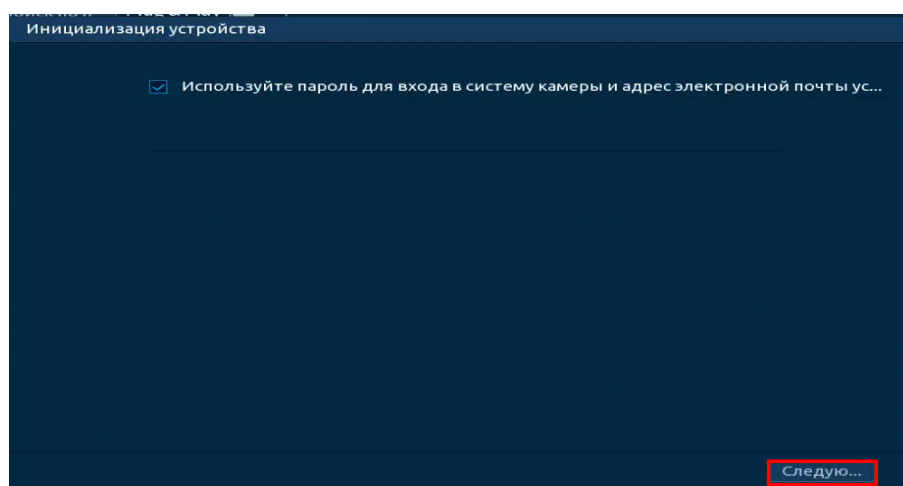 Инициализация устройства
Используйте пароль для входа в систему камеры и адрес электронной почты ус...
Следую...